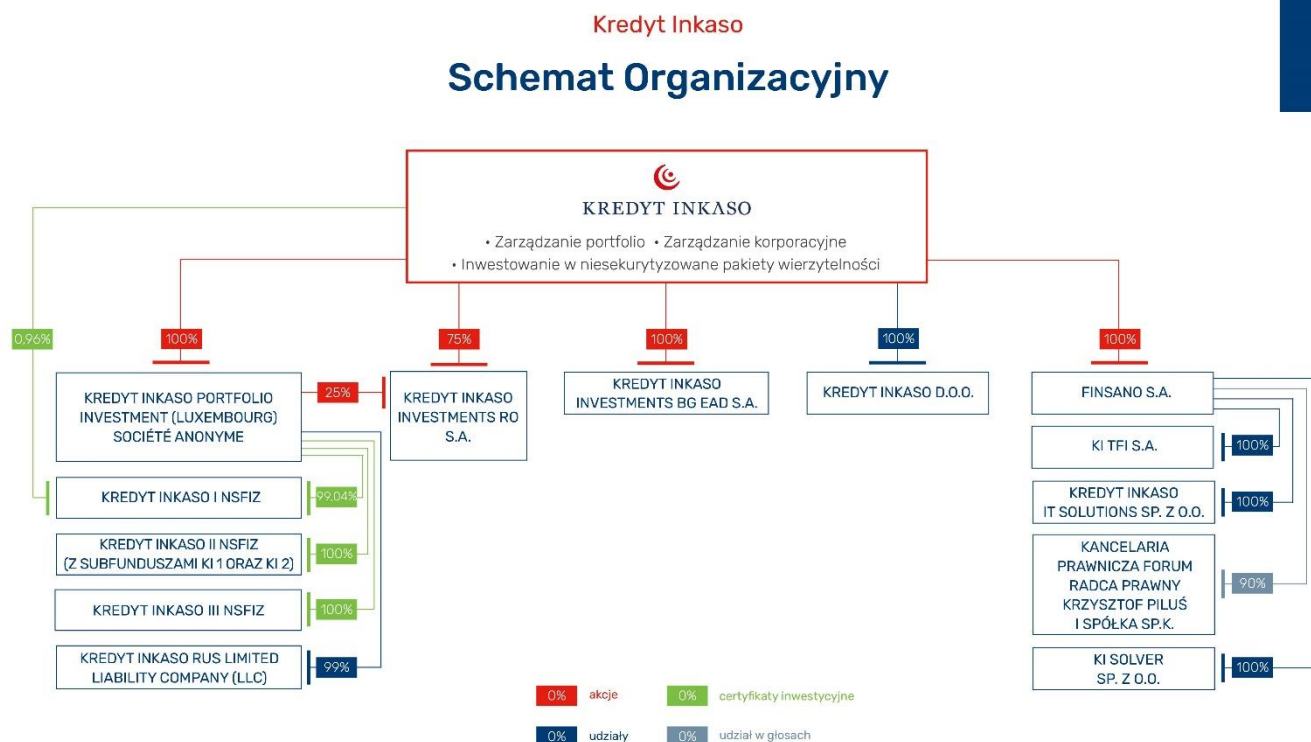 Kredyt Inkaso
Schemat Organizacyjny
KREDYT INKASO
• Zarządzanie portfolio • Zarządzanie korporacyjne
• Inwestowanie w niesekurytyzowane pakiety wierzytelności
0,96%
100%
75%
100%
100%
100%
KREDYT INKASO PORTFOLIO
INVESTMENT (LUXEMBOURG)
SOCIÉTÉ ANONYME
25%
KREDYT INKASO
INVESTMENTS RO
S.A.
KREDYT INKASO
INVESTMENTS BG EAD S.A.
KREDYT INKASO D.O.O.
FINSANO S.A.
KI TFI S.A.
100%
KREDYT INKASO I NSFIZ
99,04%
KREDYT INKASO
IT SOLUTIONS SP. Z O.O.
100%
KREDYT INKASO II NSFIZ
(Z SUBFUNDUSZAMI KI 1 ORAZ KI 2)
100%
KANCELARIA
PRAWNICZA FORUM
RADCA PRAWNY
KRZYSZTOF PILUŚ
I SPÓŁKA SP.K.
90%
KREDYT INKASO III NSFIZ
100%
KREDYT INKASO RUS LIMITED
LIABILITY COMPANY (LLC)
99%
KI SOLVER
SP. Z O.O.
100%
0% akcje
0% certyfikaty inwestycyjne
0% udziały
0% udział w głosach